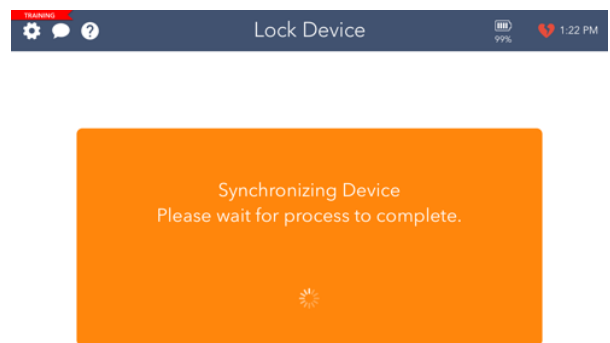 TRAINING
?
Lock Device
99%
1:22 PM
Synchronizing Device
Please wait for process to complete.